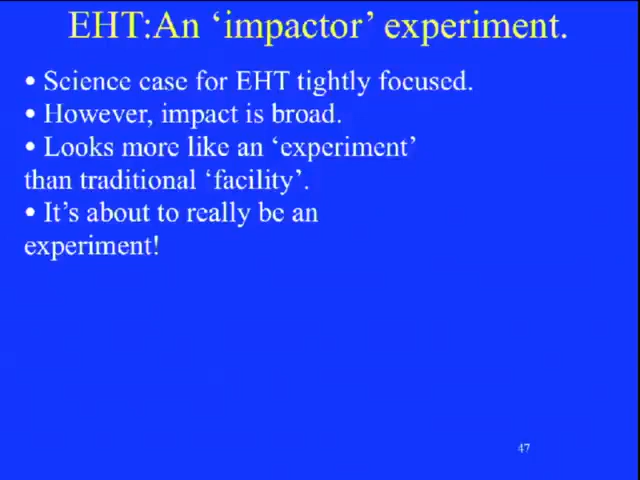 EHT:An ‘impactor’ experiment.
• Science case for EHT tightly focused.
• However, impact is broad.
• Looks more like an ‘experiment’
than traditional ‘facility’.
• It’s about to really be an
experiment!
47